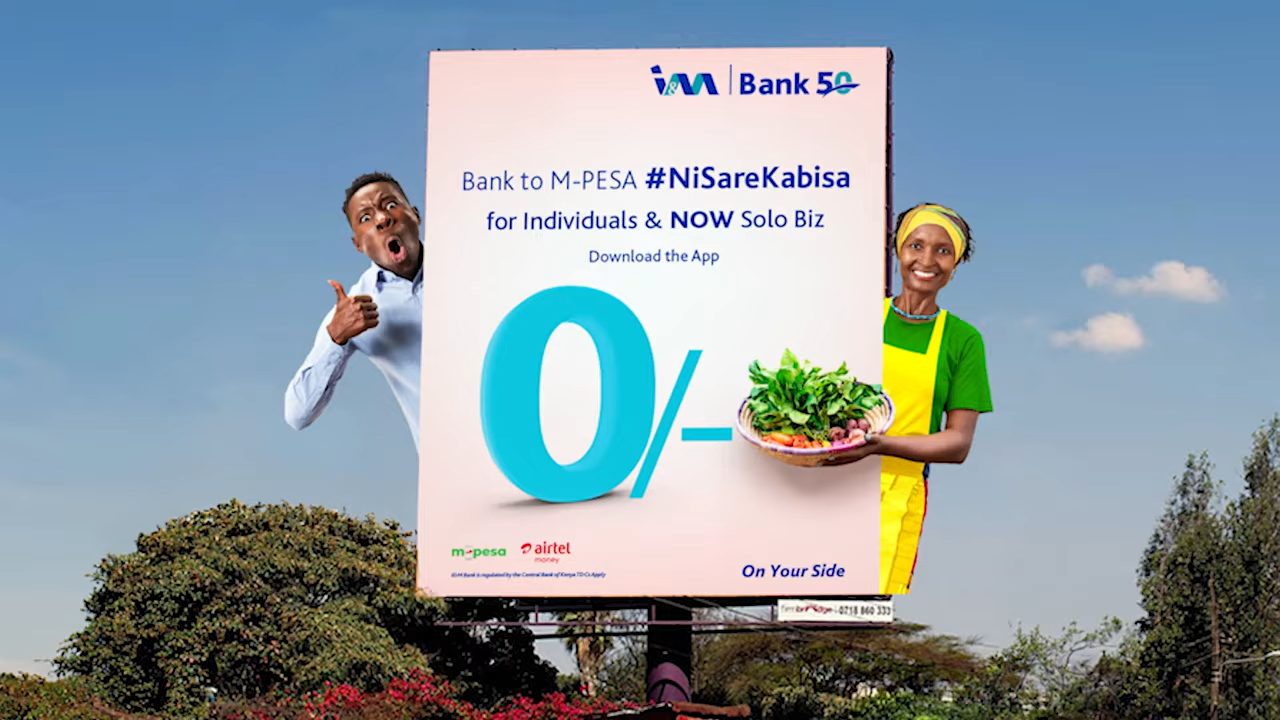 I&M | Bank 50
Bank to M-PESA #NiSareKabisa
for Individuals & NOW Solo Biz
Download the App
0/-
m-pesa
airtel
money
I&M Bank is regulated by the Central Bank of Kenya T&Cs Apply
On Your Side
0718 860 333